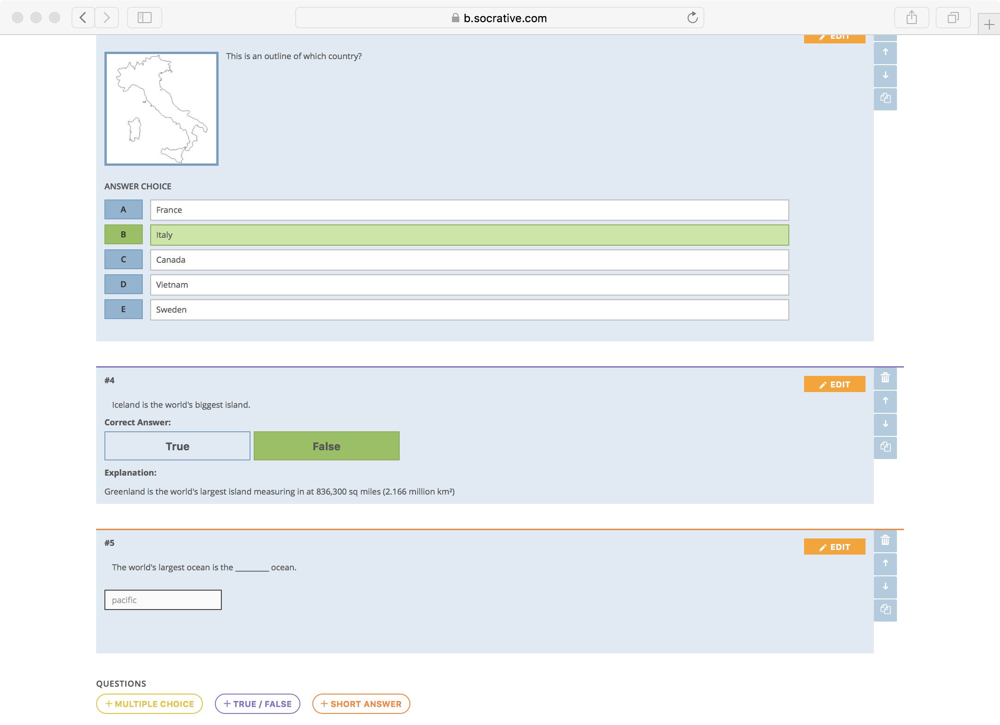 b.socrative.com
EDIT
This is an outline of which country?
ANSWER CHOICE
A France
B Italy
C Canada
D Vietnam
E Sweden
#4
EDIT
Iceland is the world's biggest island.
Correct Answer:
True False
Explanation:
Greenland is the world's largest island measuring in at 836,300 sq miles (2.166 million km²)
#5
EDIT
The world's largest ocean is the ________ ocean.
pacific
QUESTIONS
+ MULTIPLE CHOICE + TRUE / FALSE + SHORT ANSWER